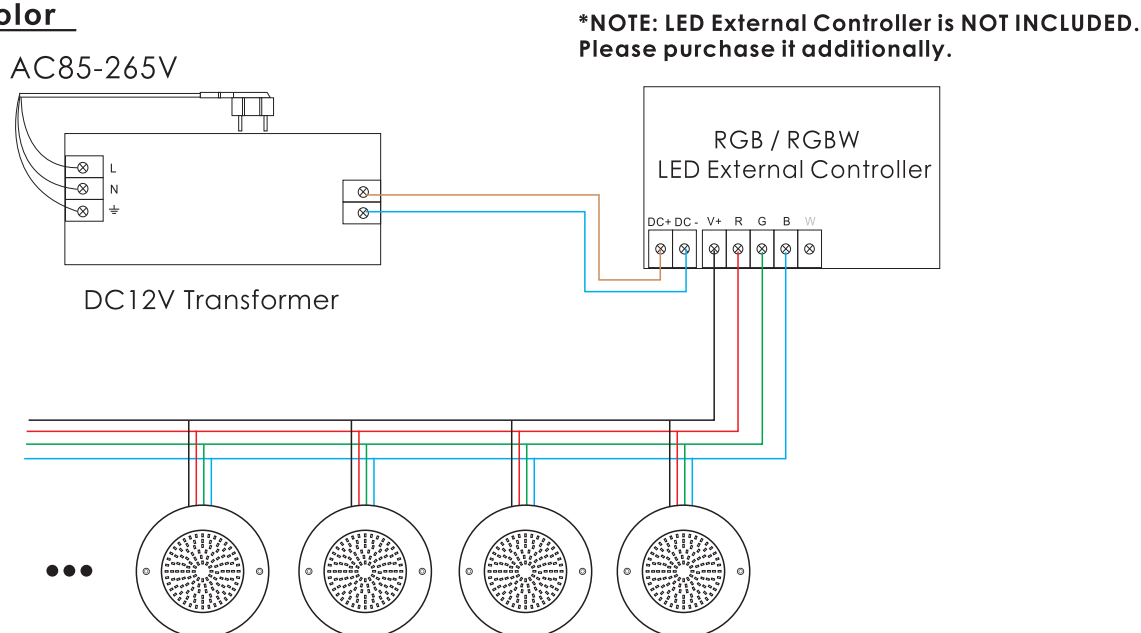 *NOTE: LED External Controller is NOT INCLUDED.
Please purchase it additionally.
AC85-265V
L
N
DC12V Transformer
RGB / RGBW
LED External Controller
DC+ DC - V+ R G B W